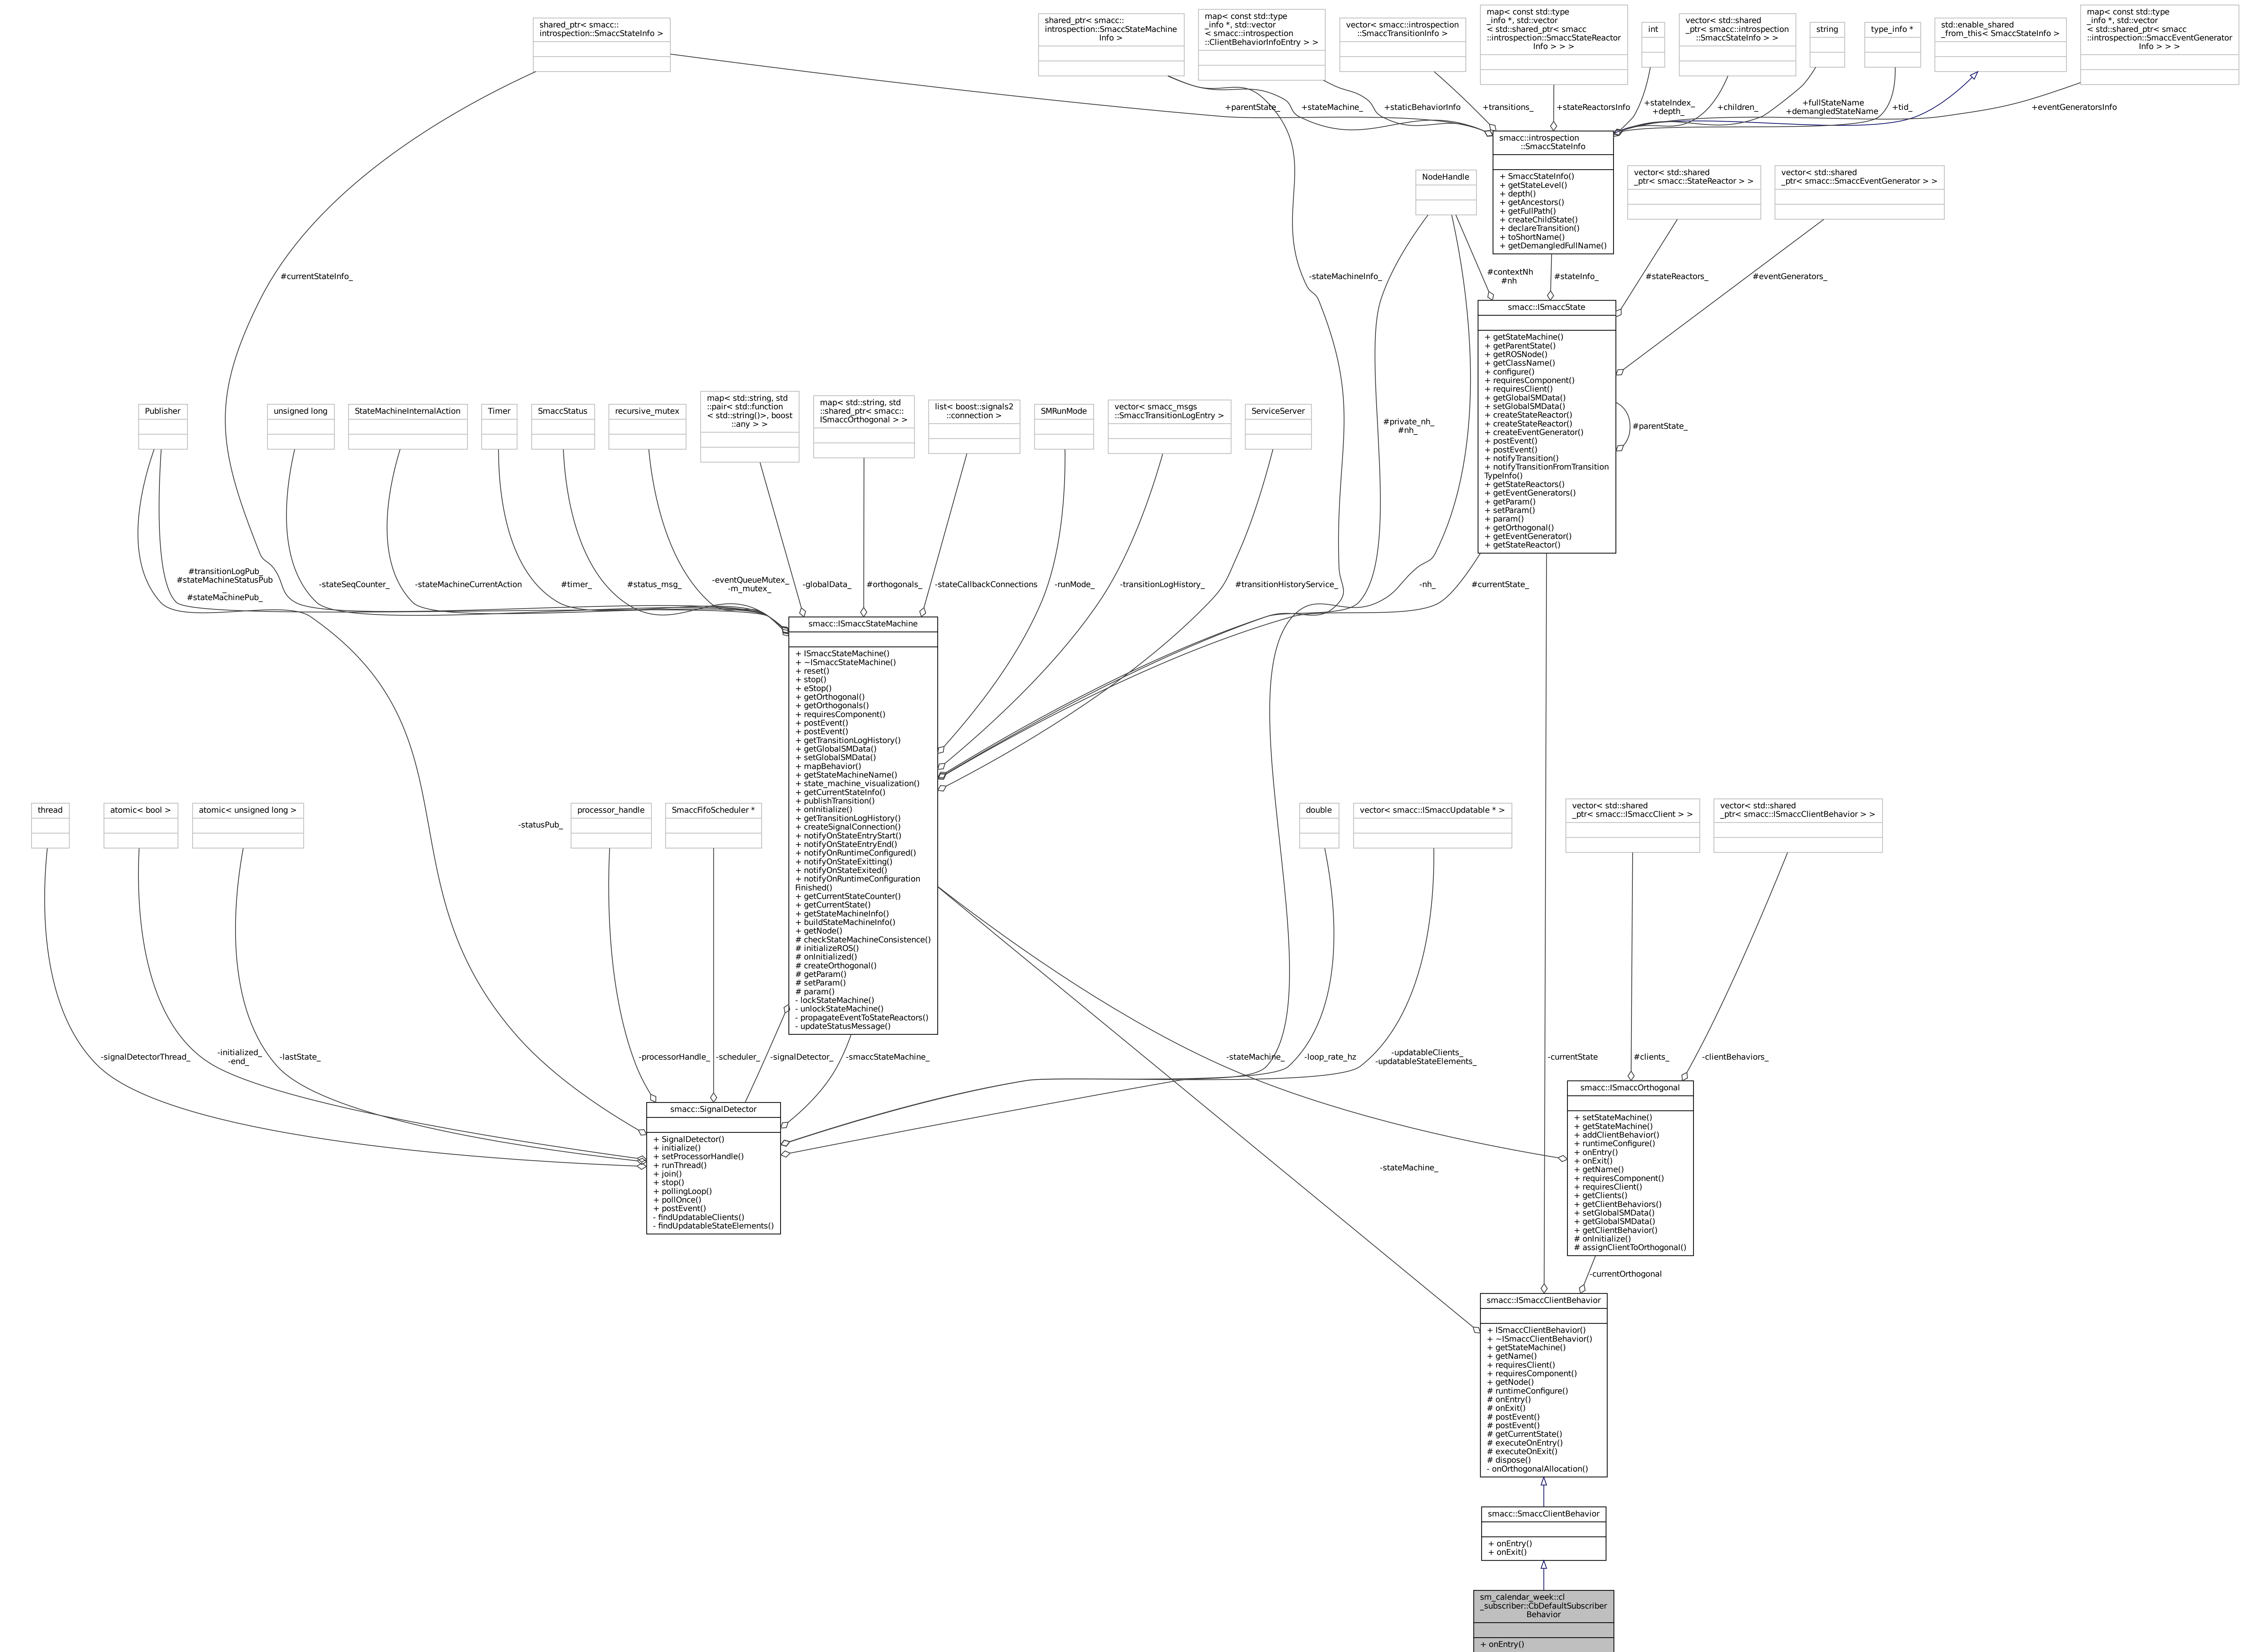 shared_ptr< smacc::
introspection::SmaccStateInfo >
shared_ptr< smacc::
introspection::SmaccStateMachine
Info >
map< const std::type
_info *, std::vector
< smacc::introspection
::ClientBehaviorInfoEntry > >
vector< smacc::introspection
::SmaccTransitionInfo >
map< const std::type
_info *, std::vector
< std::shared_ptr< smacc
::introspection::SmaccStateReactor
Info > > >
int
vector< std::shared
_ptr< smacc::introspection
::SmaccStateInfo > >
string
type_info *
std::enable_shared
_from_this< SmaccStateInfo >
map< const std::type
_info *, std::vector
< std::shared_ptr< smacc
::introspection::SmaccEventGenerator
Info > > >
+parentState_
+stateMachine_
+staticBehaviorInfo
+transitions_
+stateReactorsInfo
+stateIndex_
+depth_
+children_
+fullStateName
+demangledStateName
+tid_
+eventGeneratorsInfo
smacc::introspection
::SmaccStateInfo
+ SmaccStateInfo()
+ getStateLevel()
+ depth()
+ getAncestors()
+ getFullPath()
+ createChildState()
+ declareTransition()
+ toShortName()
+ getDemangledFullName()
NodeHandle
vector< std::shared
_ptr< smacc::StateReactor > >
vector< std::shared
_ptr< smacc::SmaccEventGenerator > >
#currentStateInfo_
-stateMachineInfo_
#contextNh
#nh
#stateInfo_
#stateReactors_
#eventGenerators_
smacc::ISmaccState
+ getStateMachine()
+ getParentState()
+ getROSNode()
+ getClassName()
+ configure()
+ requiresComponent()
+ requiresClient()
+ getGlobalSMData()
+ setGlobalSMData()
+ createStateReactor()
+ createStateReactor()
+ createEventGenerator()
+ postEvent()
+ postEvent()
+ notifyTransition()
+ notifyTransitionFromTransition
TypeInfo()
+ getStateReactors()
+ getEventGenerators()
+ getParam()
+ setParam()
+ param()
+ getOrthogonal()
+ getEventGenerator()
+ getStateReactor()
#parentState_
#private_nh_
#nh_
Publisher
unsigned long
StateMachineInternalAction
Timer
SmaccStatus
recursive_mutex
map< std::string, std
::pair< std::function
< std::string()>, boost
::any > >
map< std::string, std
::shared_ptr< smacc::
ISmaccOrthogonal > >
list< boost::signals2
::connection >
SMRunMode
vector< smacc_msgs
::SmaccTransitionLogEntry >
ServiceServer
#transitionLogPub_
#stateMachineStatusPub
_
#stateMachinePub_
-stateSeqCounter_
-stateMachineCurrentAction
#timer_
#status_msg_
-eventQueueMutex_
-m_mutex_
-globalData_
#orthogonals_
-stateCallbackConnections
-runMode_
-transitionLogHistory_
#transitionHistoryService_
-nh_
#currentState_
smacc::ISmaccStateMachine
+ ISmaccStateMachine()
+ ~ISmaccStateMachine()
+ reset()
+ stop()
+ eStop()
+ getOrthogonal()
+ getOrthogonals()
+ requiresComponent()
+ postEvent()
+ postEvent()
+ getTransitionLogHistory()
+ getGlobalSMData()
+ setGlobalSMData()
+ mapBehavior()
+ getStateMachineName()
+ state_machine_visualization()
+ getCurrentStateInfo()
+ publishTransition()
+ onInitialize()
+ getTransitionLogHistory()
+ createSignalConnection()
+ notifyOnStateEntryStart()
+ notifyOnStateEntryEnd()
+ notifyOnRuntimeConfigured()
+ notifyOnStateExitting()
+ notifyOnStateExited()
+ notifyOnRuntimeConfiguration
Finished()
+ getCurrentStateCounter()
+ getCurrentState()
+ getStateMachineInfo()
+ buildStateMachineInfo()
+ getNode()
# checkStateMachineConsistence()
# initializeROS()
# onInitialized()
# createOrthogonal()
# getParam()
# setParam()
# param()
- lockStateMachine()
- unlockStateMachine()
- propagateEventToStateReactors()
- updateStatusMessage()
thread
atomic< bool >
atomic< unsigned long >
-statusPub_
processor_handle
SmaccFifoScheduler *
double
vector< smacc::ISmaccUpdatable * >
vector< std::shared
_ptr< smacc::ISmaccClient > >
vector< std::shared
_ptr< smacc::ISmaccClientBehavior > >
-signalDetectorThread_
-initialized_
-end_
-lastState_
-processorHandle_
-scheduler_
-signalDetector_
-smaccStateMachine_
-stateMachine_
-loop_rate_hz
-updatableClients_
-updatableStateElements_
-currentState
#clients_
-clientBehaviors_
smacc::SignalDetector
+ SignalDetector()
+ initialize()
+ setProcessorHandle()
+ runThread()
+ join()
+ stop()
+ pollingLoop()
+ pollOnce()
+ postEvent()
- findUpdatableClients()
- findUpdatableStateElements()
smacc::ISmaccOrthogonal
+ setStateMachine()
+ getStateMachine()
+ addClientBehavior()
+ runtimeConfigure()
+ onEntry()
+ onExit()
+ getName()
+ requiresComponent()
+ requiresClient()
+ getClients()
+ getClientBehaviors()
+ setGlobalSMData()
+ getGlobalSMData()
+ getClientBehavior()
# onInitialize()
# assignClientToOrthogonal()
-stateMachine_
-currentOrthogonal
smacc::ISmaccClientBehavior
+ ISmaccClientBehavior()
+ ~ISmaccClientBehavior()
+ getStateMachine()
+ getName()
+ requiresClient()
+ requiresComponent()
+ getNode()
# runtimeConfigure()
# onEntry()
# onExit()
# postEvent()
# postEvent()
# getCurrentState()
# executeOnEntry()
# executeOnExit()
# dispose()
- onOrthogonalAllocation()
smacc::SmaccClientBehavior
+ onEntry()
+ onExit()
sm_calendar_week::cl
_subscriber::CbDefaultSubscriber
Behavior
+ onEntry()